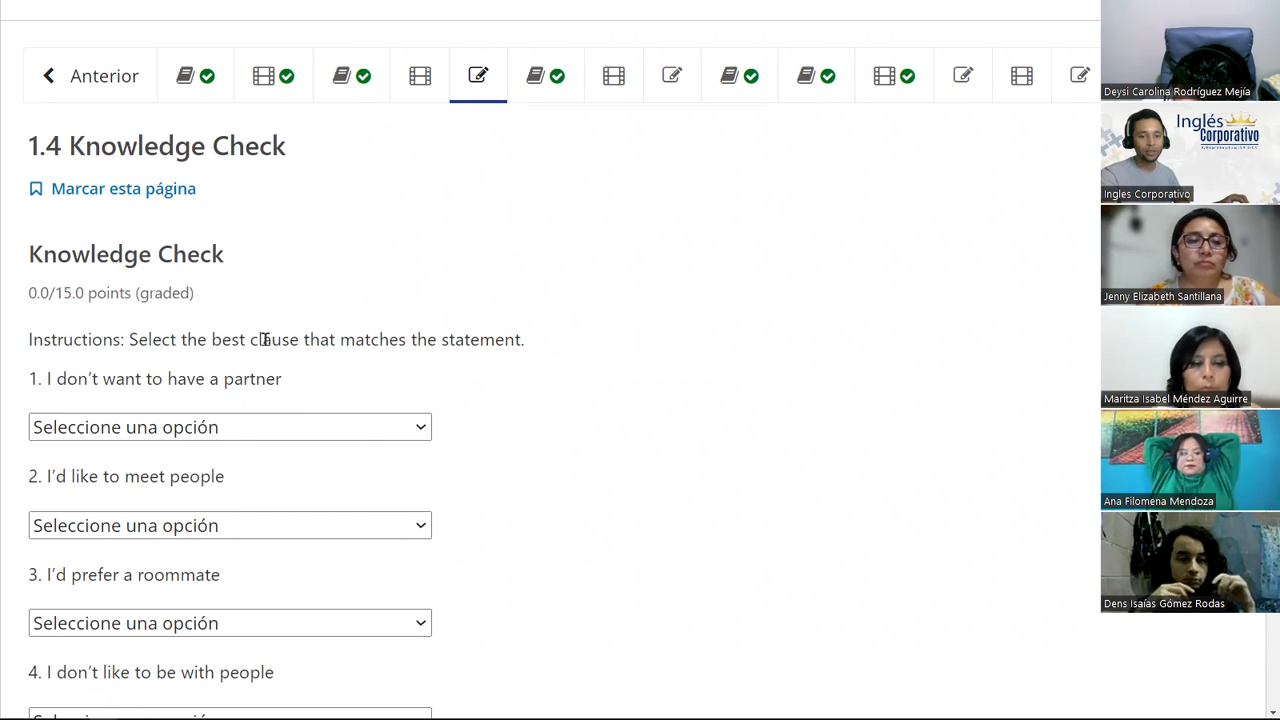 Anterior
1.4 Knowledge Check
Marcar esta página
Knowledge Check
0.0/15.0 points (graded)
Instructions: Select the best clause that matches the statement.
1. I don’t want to have a partner
Seleccione una opción
2. I’d like to meet people
Seleccione una opción
3. I’d prefer a roommate
Seleccione una opción
4. I don’t like to be with people
Deysi Carolina Rodríguez Mejía
Inglés
Corporativo
Ingles Corporativo
Jenny Elizabeth Santillana
Maritza Isabel Méndez Aguirre
Ana Filomena Mendoza
Dens Isaías Gómez Rodas